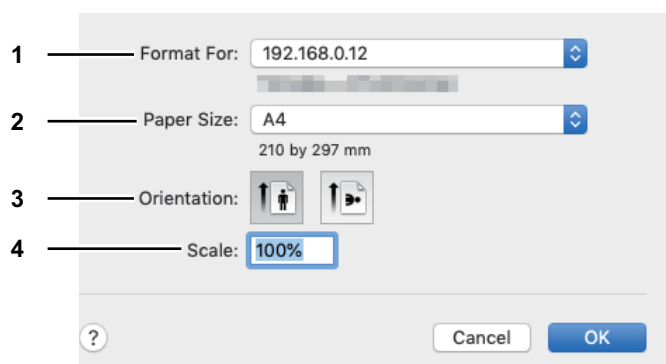 1 Format For: 192.168.0.12
2 Paper Size: A4
210 by 297 mm
3 Orientation:
4 Scale: 100%
? Cancel OK